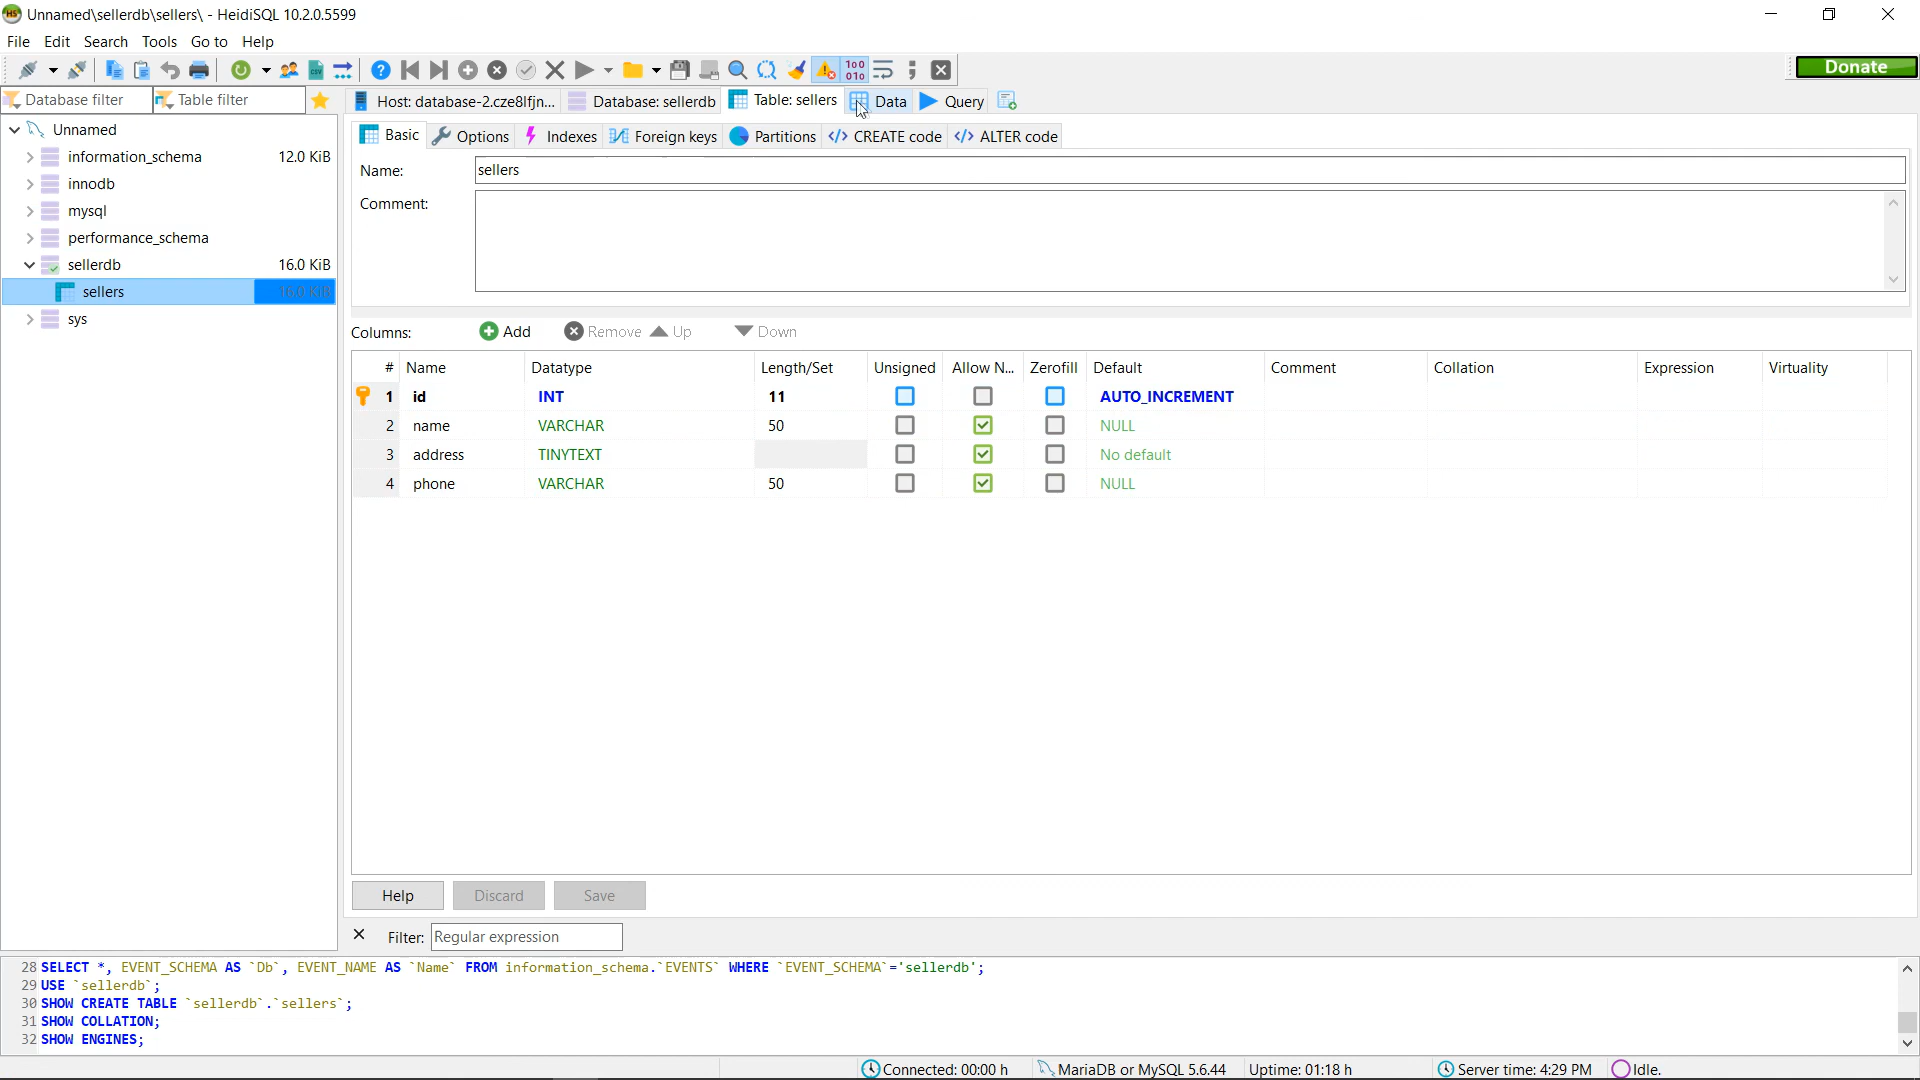 Unnamed\sellerdb\sellers\ - HeidiSQL 10.2.0.5599
File Edit Search Tools Go to Help
Donate
Database filter Table filter Host: database-2.cze8lfjn... Database: sellerdb Table: sellers Data Query
Unnamed
information_schema 12.0 KiB
innodb
mysql
performance_schema
sellerdb 16.0 KiB
sellers 16.0 KiB
sys
Basic Options Indexes Foreign keys Partitions CREATE code ALTER code
Name: sellers
Comment:
Columns: Add Remove Up Down
# Name Datatype Length/Set Unsigned Allow N... Zerofill Default Comment Collation Expression Virtuality
1 id INT 11 AUTO_INCREMENT
2 name VARCHAR 50 NULL
3 address TINYTEXT No default
4 phone VARCHAR 50 NULL
Help Discard Save
Filter: Regular expression
28 SELECT *, EVENT_SCHEMA AS `Db`, EVENT_NAME AS `Name` FROM information_schema.`EVENTS` WHERE `EVENT_SCHEMA`='sellerdb';
29 USE `sellerdb`;
30 SHOW CREATE TABLE `sellerdb`.`sellers`;
31 SHOW COLLATION;
32 SHOW ENGINES;
Connected: 00:00 h MariaDB or MySQL 5.6.44 Uptime: 01:18 h Server time: 4:29 PM Idle.